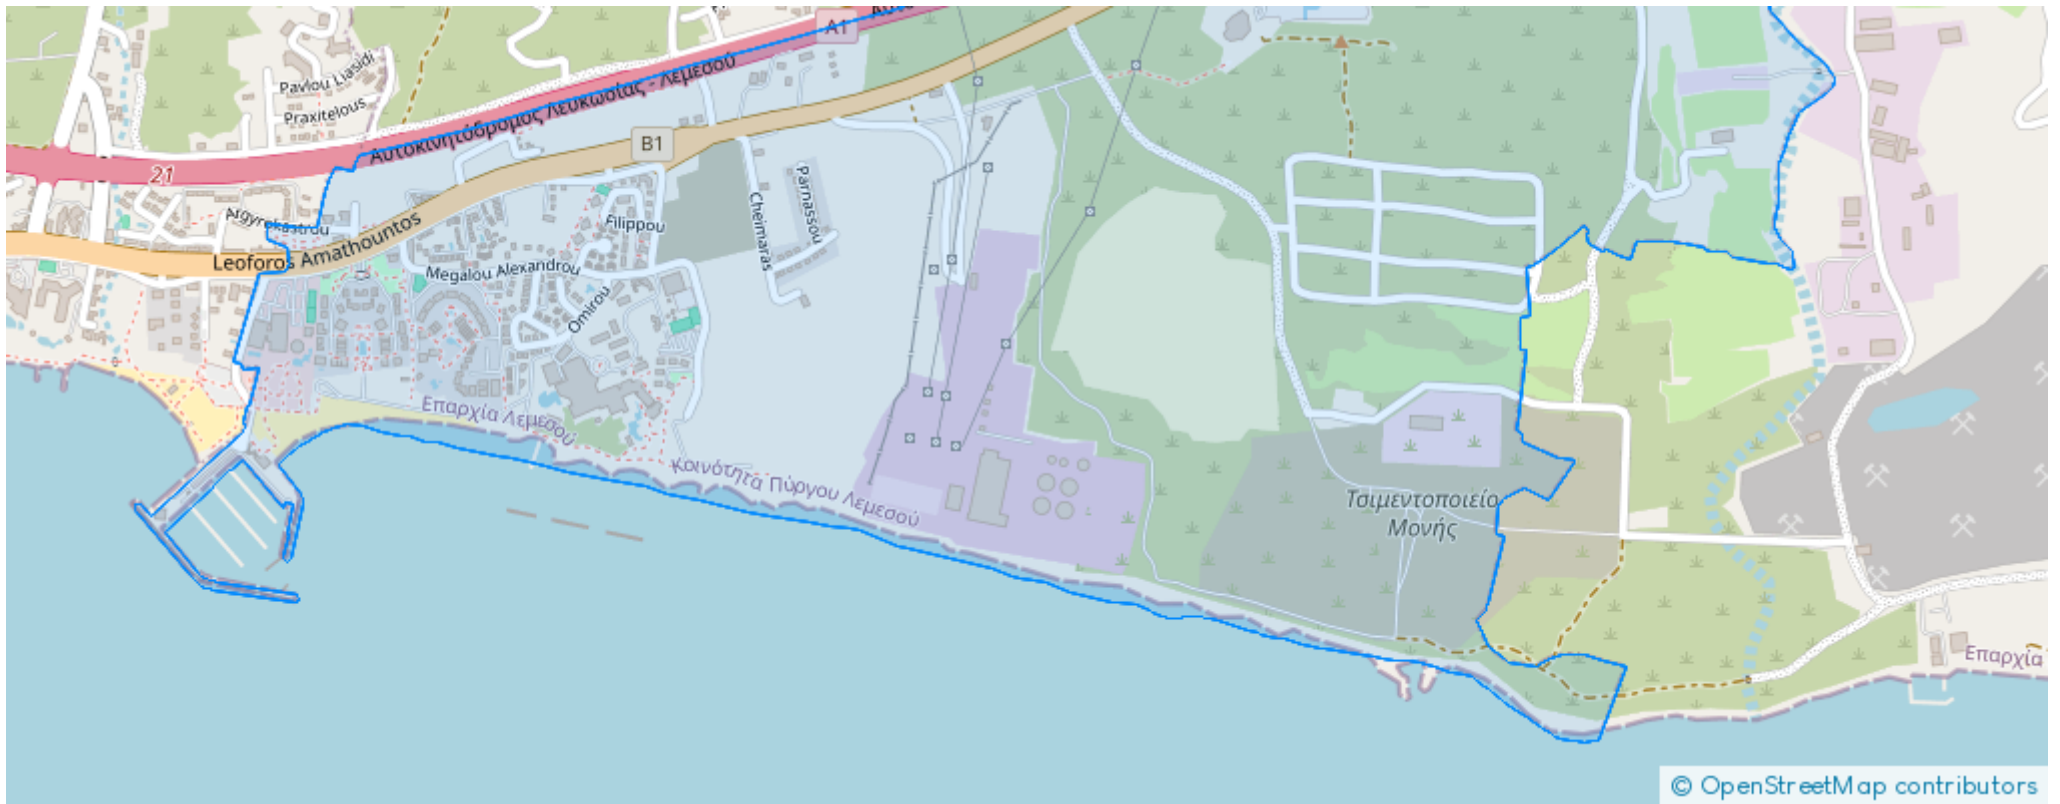 A1
Αυτοκινητόδρομος Λευκωσίας - Λεμεσού
Pavlou Liasidi
Praxitelous
21
B1
Argyrokastrou
Leoforos Amathountos
Filippou
Megalou Alexandrou
Omirou
Cheimaras
Parnassou
Επαρχία Λεμεσού
Κοινότητα Πύργου Λεμεσού
Τσιμεντοποιείο
Μονής
Επαρχία
© OpenStreetMap contributors